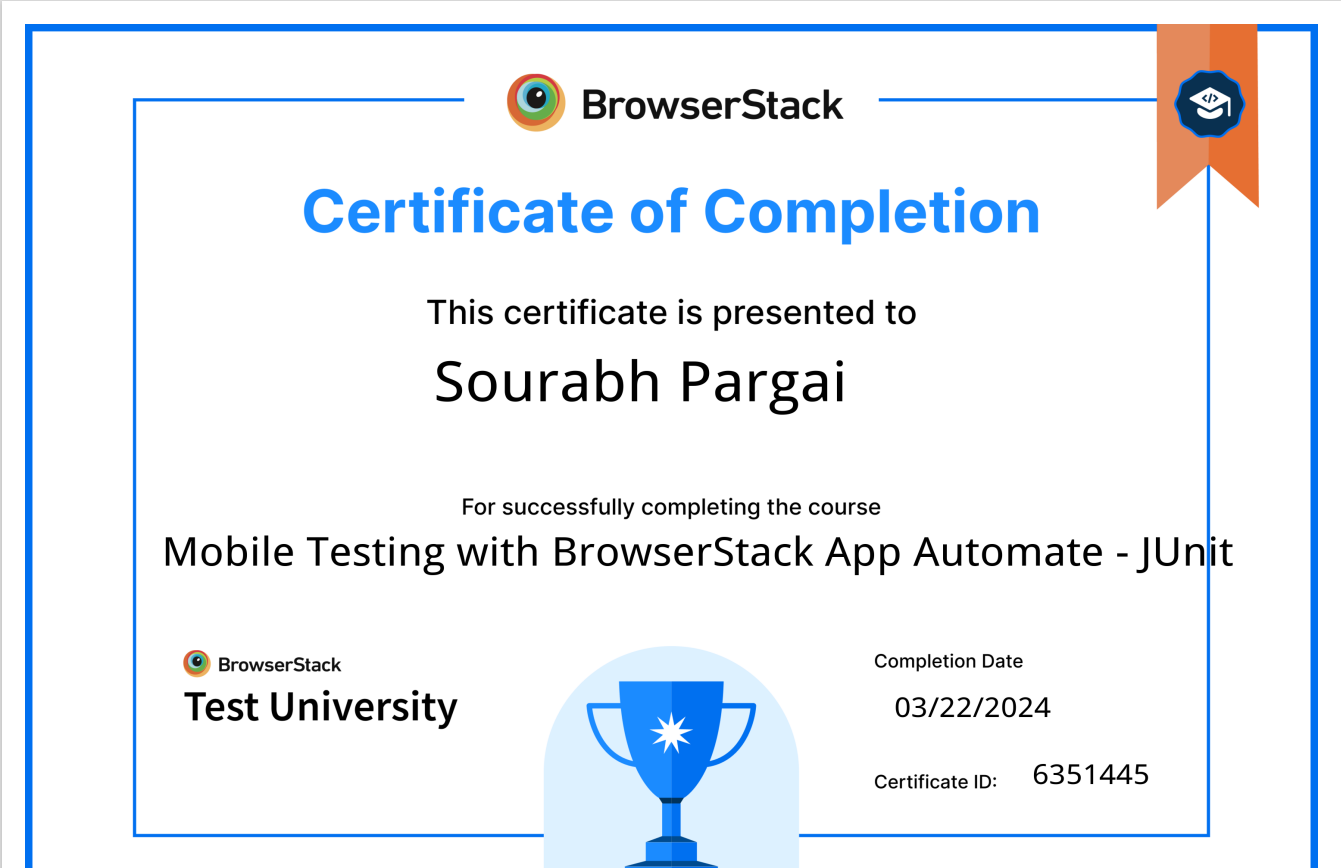 BrowserStack
Certificate of Completion
This certificate is presented to
Sourabh Pargai
For successfully completing the course
Mobile Testing with BrowserStack App Automate - JUnit
BrowserStack
Test University
Completion Date
03/22/2024
Certificate ID: 6351445